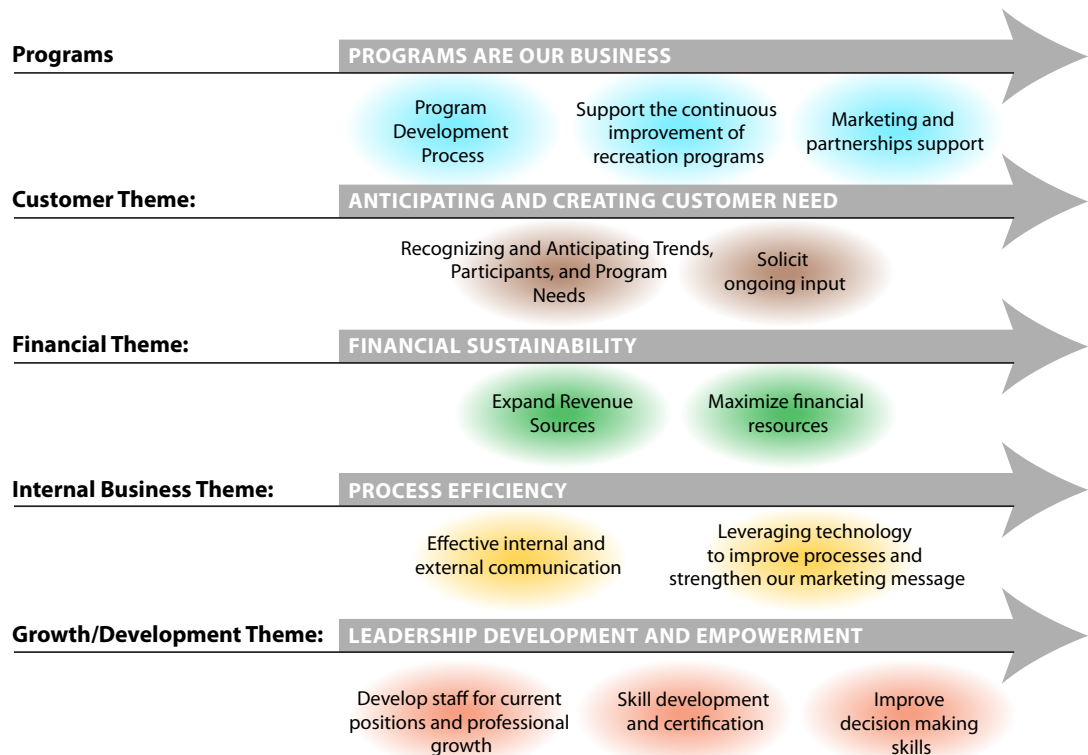 Programs
PROGRAMS ARE OUR BUSINESS
Program
Development
Process
Support the continuous
improvement of
recreation programs
Marketing and
partnerships support
Customer Theme:
ANTICIPATING AND CREATING CUSTOMER NEED
Recognizing and Anticipating Trends,
Participants, and Program
Needs
Solicit
ongoing input
Financial Theme:
FINANCIAL SUSTAINABILITY
Expand Revenue
Sources
Maximize financial
resources
Internal Business Theme:
PROCESS EFFICIENCY
Effective internal and
external communication
Leveraging technology
to improve processes and
strengthen our marketing message
Growth/Development Theme:
LEADERSHIP DEVELOPMENT AND EMPOWERMENT
Develop staff for current
positions and professional
growth
Skill development
and certification
Improve
decision making
skills